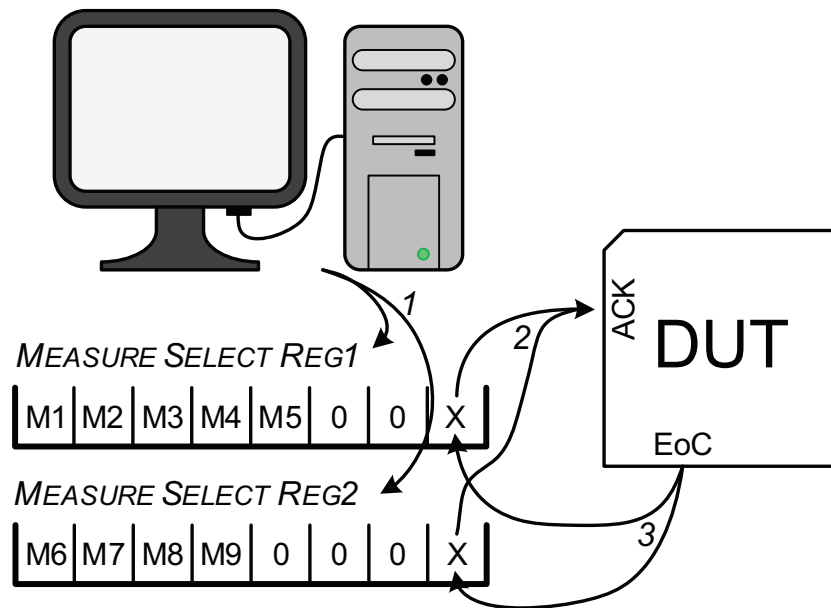 1
2
ACK
DUT
EoC
MEASURE SELECT REG1
M1 M2 M3 M4 M5 0 0 X
MEASURE SELECT REG2
M6 M7 M8 M9 0 0 0 X
3